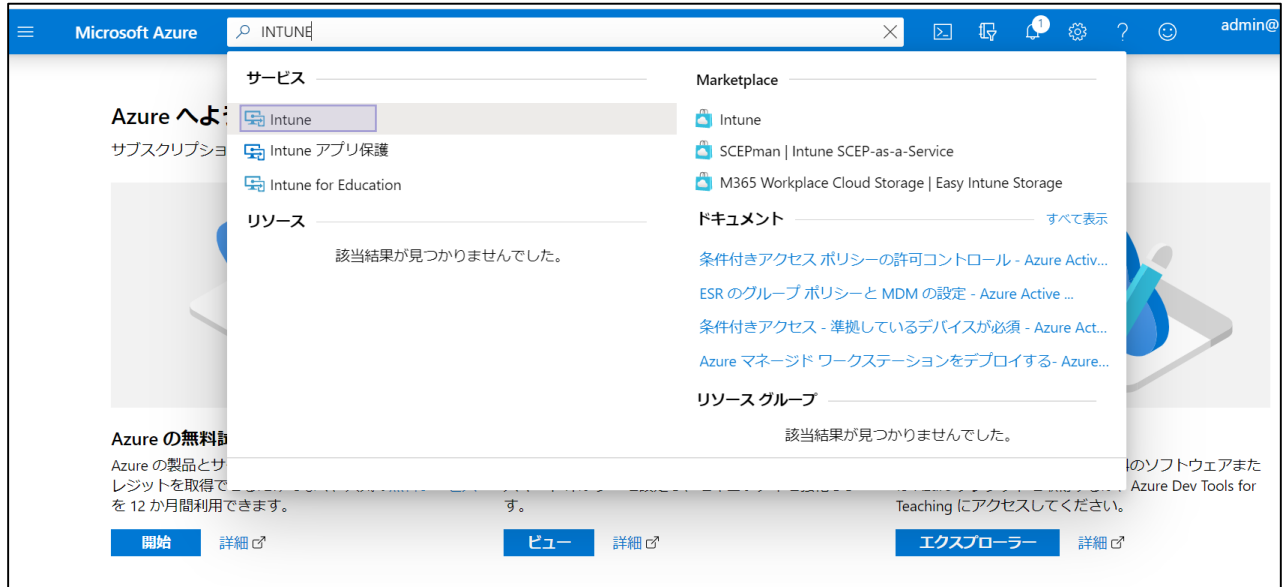 Microsoft Azure
INTUNE
1
admin@
サービス
Intune
Intune アプリ保護
Intune for Education
リソース
該当結果が見つかりませんでした。
Marketplace
Intune
SCEPman | Intune SCEP-as-a-Service
M365 Workplace Cloud Storage | Easy Intune Storage
ドキュメント
すべて表示
条件付きアクセス ポリシーの許可コントロール - Azure Activ...
ESR のグループ ポリシーと MDM の設定 - Azure Active ...
条件付きアクセス - 準拠しているデバイスが必須 - Azure Act...
Azure マネージド ワークステーションをデプロイする- Azure...
リソース グループ
該当結果が見つかりませんでした。
Azure へよ
サブスクリプショ
Azure の無料
Azure の製品とサ
レジットを取得で
を 12 か月間利用できます。
開始
詳細
す。
ビュー
詳細
のソフトウェアまた
Azure Dev Tools for
Teaching にアクセスしてください。
エクスプローラー
詳細